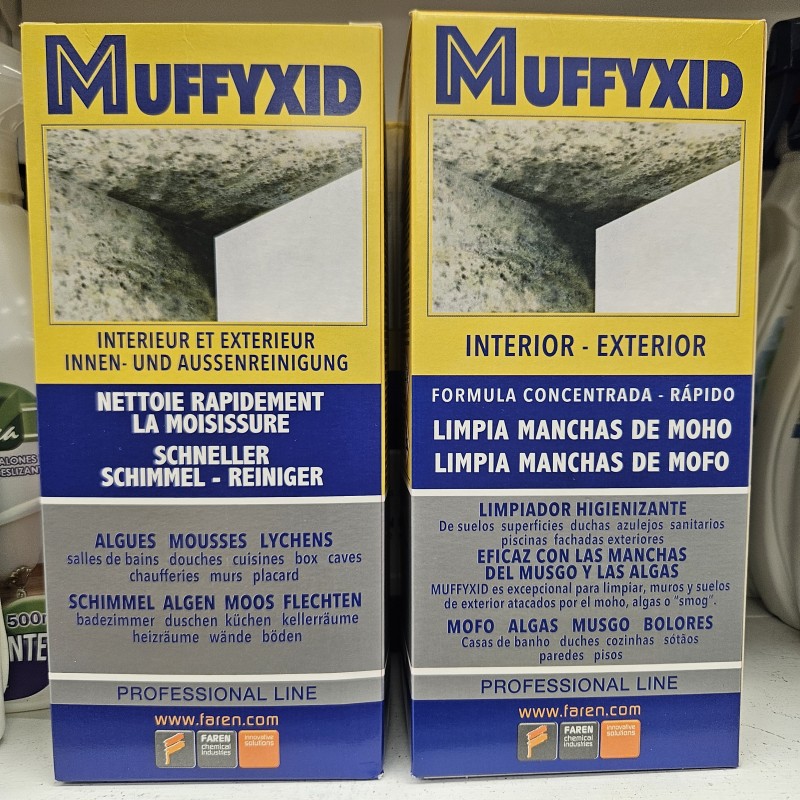 MUFFYXID
INTERIEUR ET EXTERIEUR
INNEN- UND AUSSENREINIGUNG
NETTOIE RAPIDEMENT
LA MOISISSURE
SCHNELLER
SCHIMMEL - REINIGER
ALGUES MOUSSES LYCHENS
salles de bains douches cuisines box caves
chaufferies murs placard
SCHIMMEL ALGEN MOOS FLECHTEN
badezimmer duschen küchen kellerräume
heizräume wände böden
PROFESSIONAL LINE
www.faren.com
FAREN
chemical
industries
innovative
solutions
MUFFYXID
INTERIOR - EXTERIOR
FORMULA CONCENTRADA - RÁPIDO
LIMPIA MANCHAS DE MOHO
LIMPIA MANCHAS DE MOFO
LIMPIADOR HIGIENIZANTE
De suelos superficies duchas azulejos sanitarios
piscinas fachadas exteriores
EFICAZ CON LAS MANCHAS
DEL MUSGO Y LAS ALGAS
MUFFYXID es excepcional para limpiar, muros y suelos
de exterior atacados por el moho, algas o "smog".
MOFO ALGAS MUSGO BOLORES
Casas de banho duches cozinhas sótãos
paredes pisos
PROFESSIONAL LINE
www.faren.com
FAREN
chemical
industries
innovative
solutions